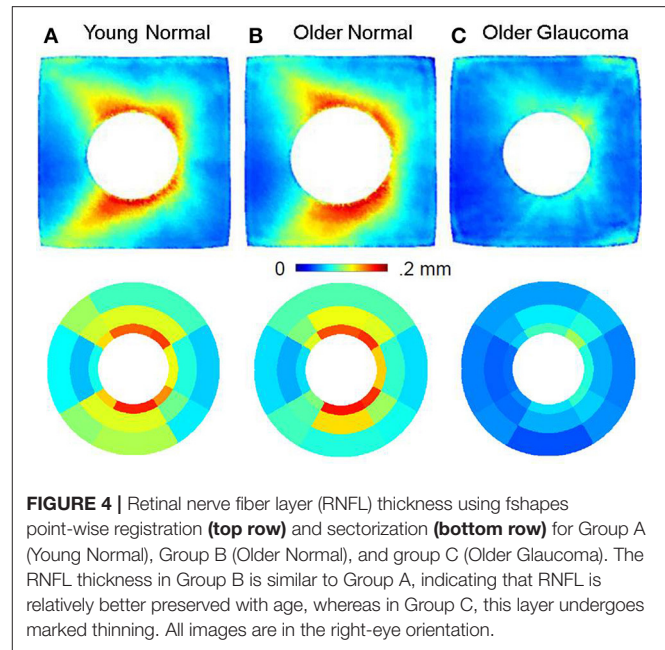 A Young Normal B Older Normal C Older Glaucoma
0 .2 mm
FIGURE 4 | Retinal nerve fiber layer (RNFL) thickness using fshapes
point-wise registration (top row) and sectorization (bottom row) for Group A
(Young Normal), Group B (Older Normal), and group C (Older Glaucoma). The
RNFL thickness in Group B is similar to Group A, indicating that RNFL is
relatively better preserved with age, whereas in Group C, this layer undergoes
marked thinning. All images are in the right-eye orientation.